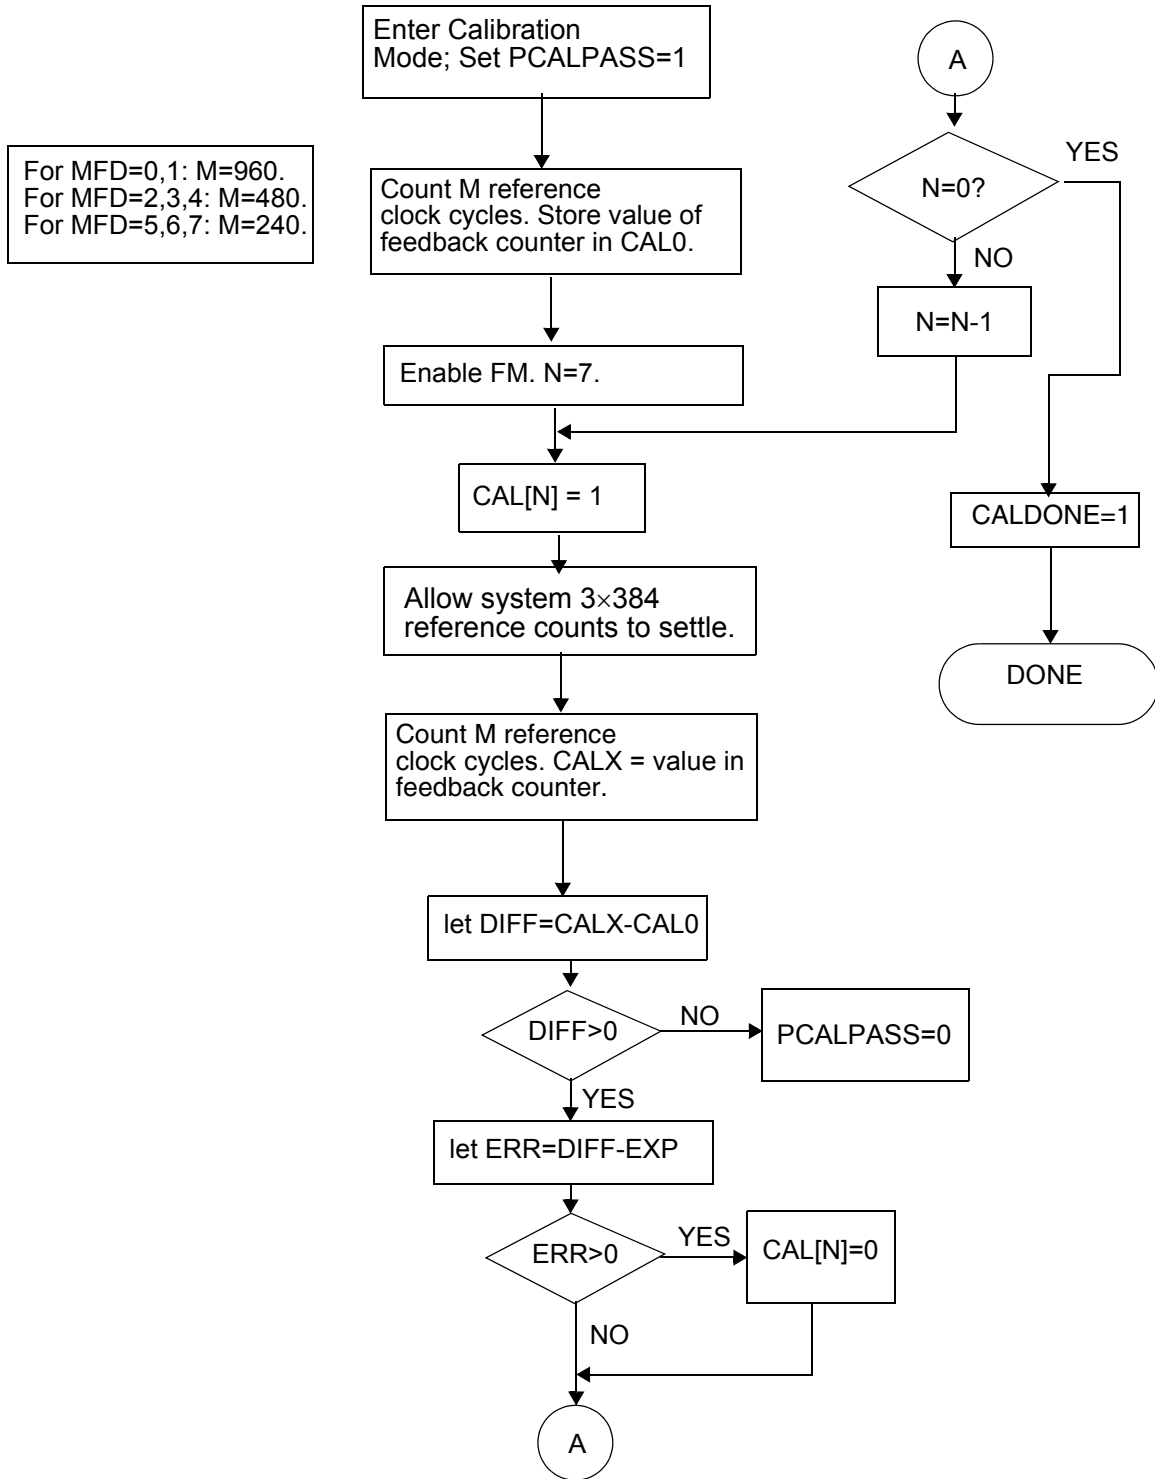 Enter Calibration
Mode; Set PCALPASS=1
For MFD=0,1: M=960.
For MFD=2,3,4: M=480.
For MFD=5,6,7: M=240.
Count M reference
clock cycles. Store value of
feedback counter in CAL0.
Enable FM. N=7.
CAL[N] = 1
Allow system 3×384
reference counts to settle.
Count M reference
clock cycles. CALX = value in
feedback counter.
let DIFF=CALX-CAL0
DIFF>0
NO
PCALPASS=0
YES
let ERR=DIFF-EXP
ERR>0
YES
CAL[N]=0
NO
A
A
N=0?
YES
NO
N=N-1
CALDONE=1
DONE